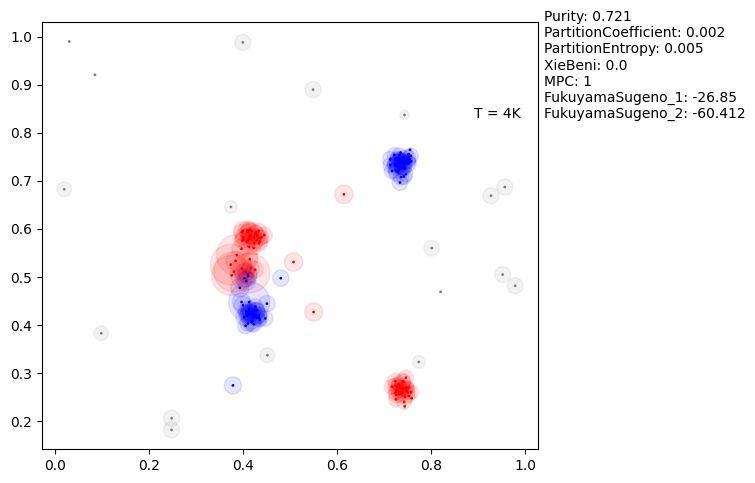 Purity: 0.721
PartitionCoefficient: 0.002
PartitionEntropy: 0.005
XieBeni: 0.0
MPC: 1
FukuyamaSugeno_1: -26.85
FukuyamaSugeno_2: -60.412
T = 4K
1.0
0.9
0.8
0.7
0.6
0.5
0.4
0.3
0.2
0.0 0.2 0.4 0.6 0.8 1.0